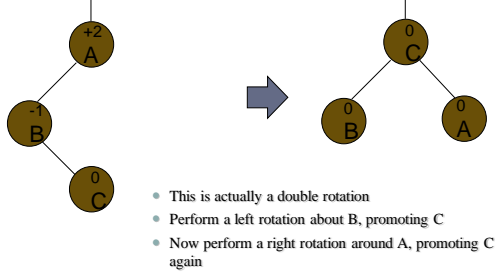 +2
A
-1
B
0
C
0
C
0
B
0
A
This is actually a double rotation
Perform a left rotation about B, promoting C
Now perform a right rotation around A, promoting C
again